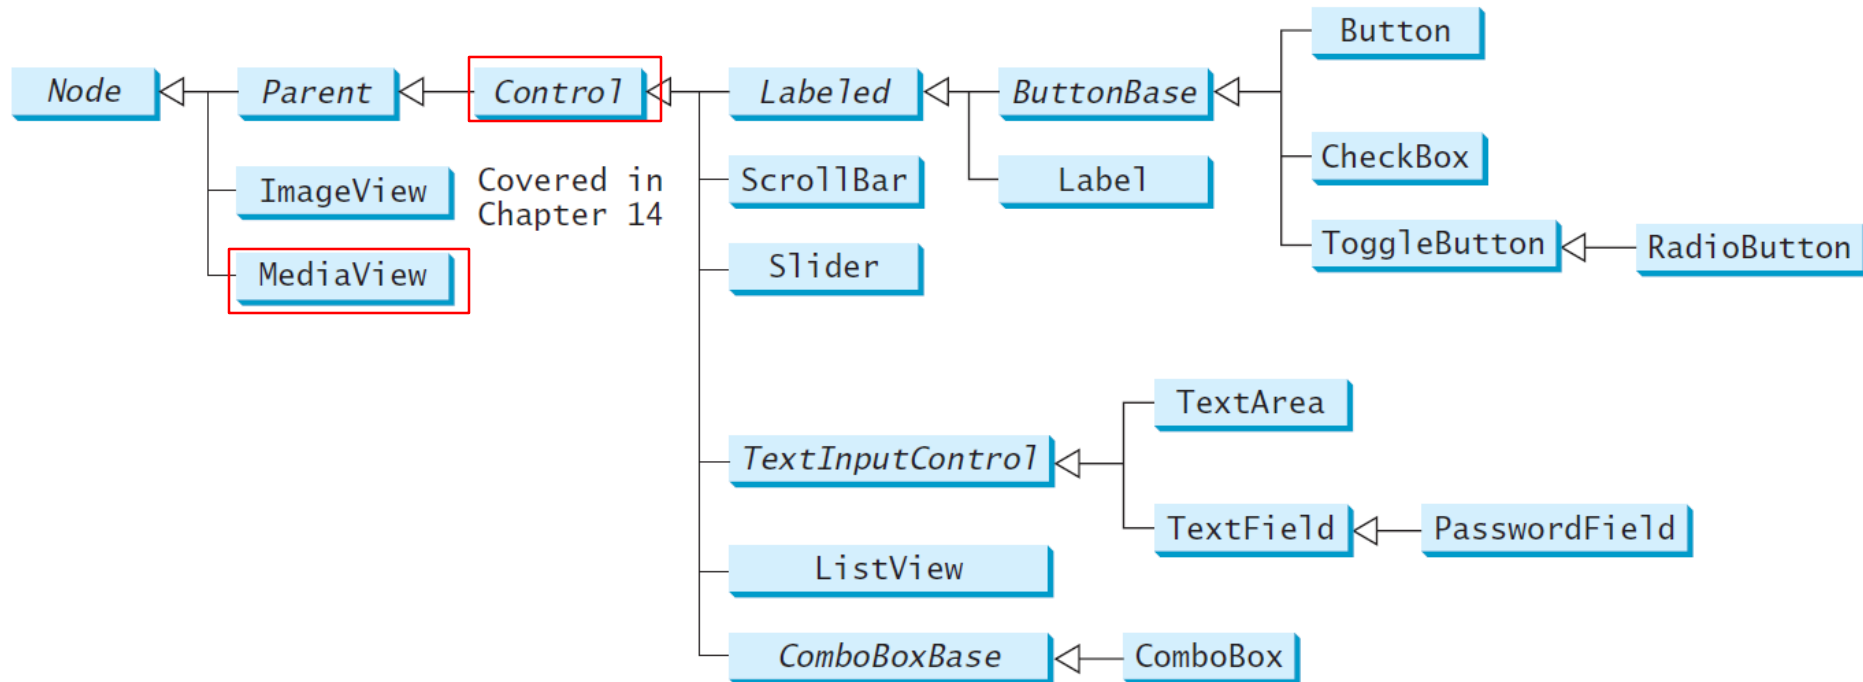 Button
Node
Parent
Control
Labeled
ButtonBase
ImageView
Covered in
Chapter 14
ScrollBar
Label
CheckBox
MediaView
Slider
ToggleButton
RadioButton
TextArea
TextInputControl
TextField
PasswordField
ListView
ComboBoxBase
ComboBox